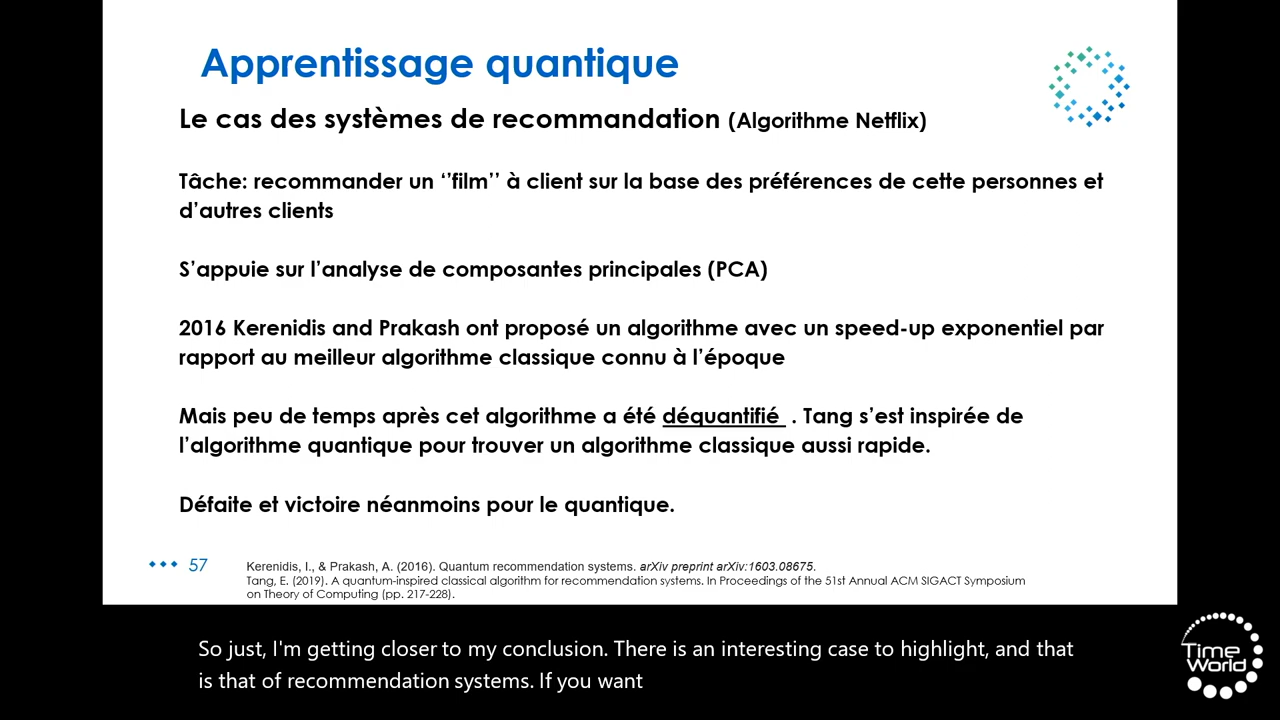 Apprentissage quantique
Le cas des systèmes de recommandation (Algorithme Netflix)
Tâche: recommander un ‘’film’’ à client sur la base des préférences de cette personnes et
d’autres clients
S’appuie sur l’analyse de composantes principales (PCA)
2016 Kerenidis and Prakash ont proposé un algorithme avec un speed-up exponentiel par
rapport au meilleur algorithme classique connu à l’époque
Mais peu de temps après cet algorithme a été déquantifié . Tang s’est inspirée de
l’algorithme quantique pour trouver un algorithme classique aussi rapide.
Défaite et victoire néanmoins pour le quantique.
57
Kerenidis, I., & Prakash, A. (2016). Quantum recommendation systems. arXiv preprint arXiv:1603.08675.
Tang, E. (2019). A quantum-inspired classical algorithm for recommendation systems. In Proceedings of the 51st Annual ACM SIGACT Symposium
on Theory of Computing (pp. 217-228).
So just, I'm getting closer to my conclusion. There is an interesting case to highlight, and that
is that of recommendation systems. If you want
Time
World